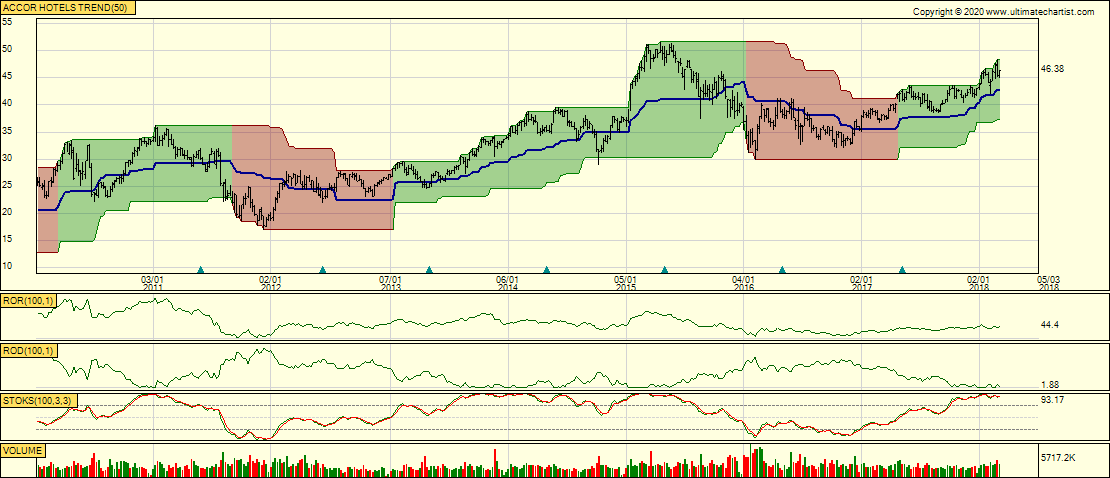 ACCOR HOTELS TREND(50)
Copyright © 2020 www.ultimatechartist.com
55
50
45
46.38
40
35
30
25
20
15
10
03/01 02/01 07/01 06/01 05/01 04/01 02/01 02/01 05/03
2011 2012 2013 2014 2015 2016 2017 2018 2018
ROR(100,1)
44.4
ROD(100,1)
1.88
STOKS(100,3,3)
93.17
VOLUME
5717.2K